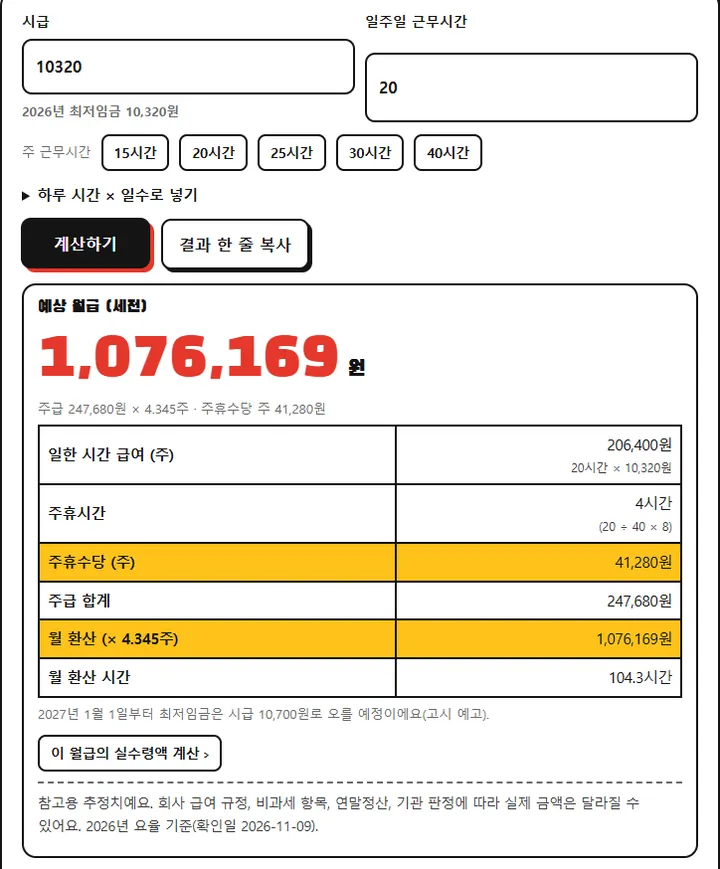 시급
일주일 근무시간
10320
20
2026년 최저임금 10,320원
주 근무시간 15시간 20시간 25시간 30시간 40시간
▶ 하루 시간 × 일수로 넣기
계산하기 결과 한 줄 복사
예상 월급 (세전)
1,076,169 원
주급 247,680원 × 4.345주 · 주휴수당 주 41,280원
일한 시간 급여 (주) 206,400원
20시간 × 10,320원
주휴시간 4시간
(20 ÷ 40 × 8)
주휴수당 (주) 41,280원
주급 합계 247,680원
월 환산 (× 4.345주) 1,076,169원
월 환산 시간 104.3시간
2027년 1월 1일부터 최저임금은 시급 10,700원로 오를 예정이에요(고시 예고).
이 월급의 실수령액 계산 ›
참고용 추정치예요. 회사 급여 규정, 비과세 항목, 연말정산, 기관 판정에 따라 실제 금액은 달라질 수
있어요. 2026년 요율 기준(확인일 2026-11-09).